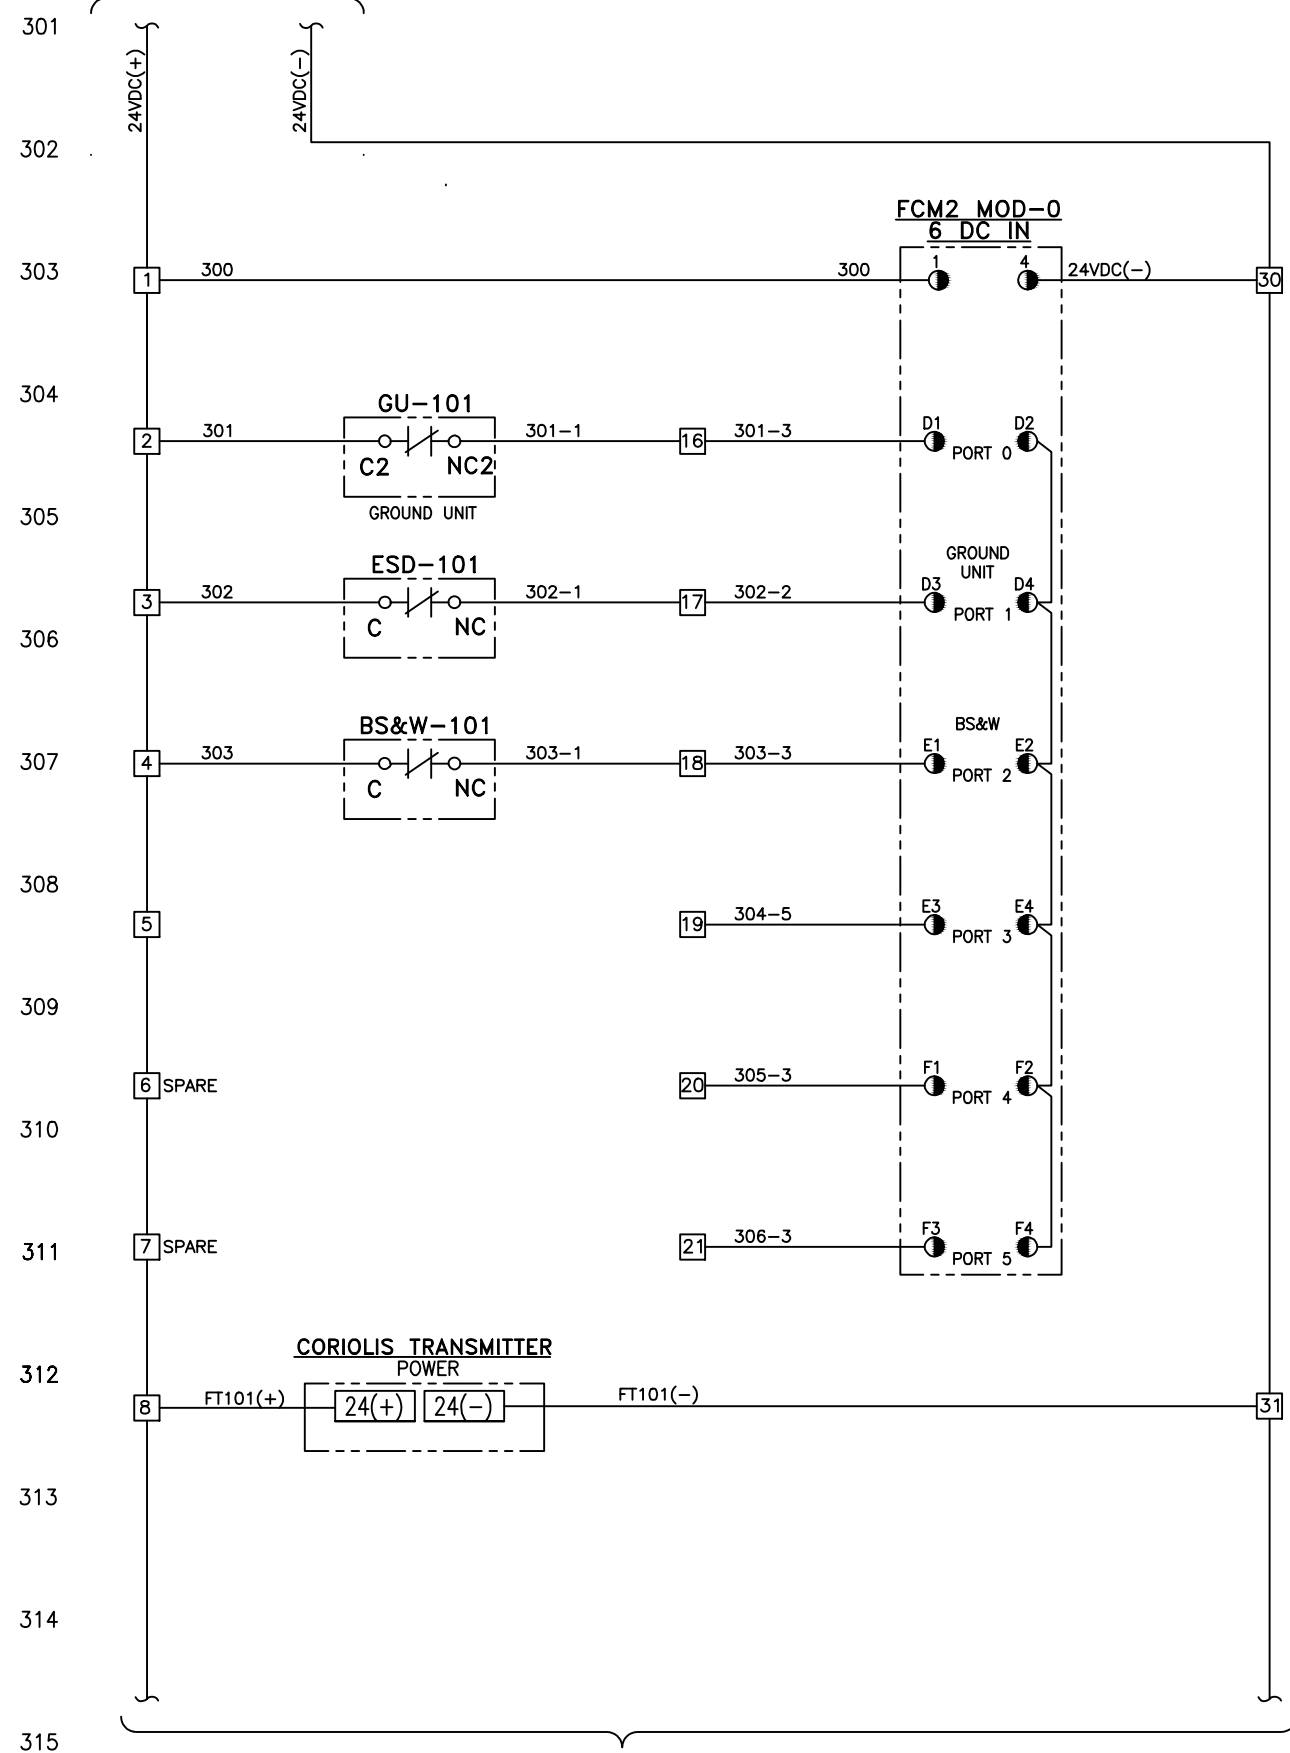 301
24VDC(+)
24VDC(-)
302
FCM2 MOD-0
6 DC IN
303
1
300
300
1
4
24VDC(-)
30
304
GU-101
2
301
C2
NC2
301-1
16
301-3
D1
D2
PORT 0
GROUND UNIT
305
ESD-101
GROUND
UNIT
3
302
C
NC
302-1
17
302-2
D3
D4
PORT 1
306
BS&W-101
BS&W
307
4
303
C
NC
303-1
18
303-3
E1
E2
PORT 2
308
5
19
304-5
E3
E4
PORT 3
309
6
SPARE
20
305-3
F1
F2
PORT 4
310
311
7
SPARE
21
306-3
F3
F4
PORT 5
CORIOLIS TRANSMITTER
POWER
312
8
FT101(+)
24(+)
24(-)
FT101(-)
31
313
314
315